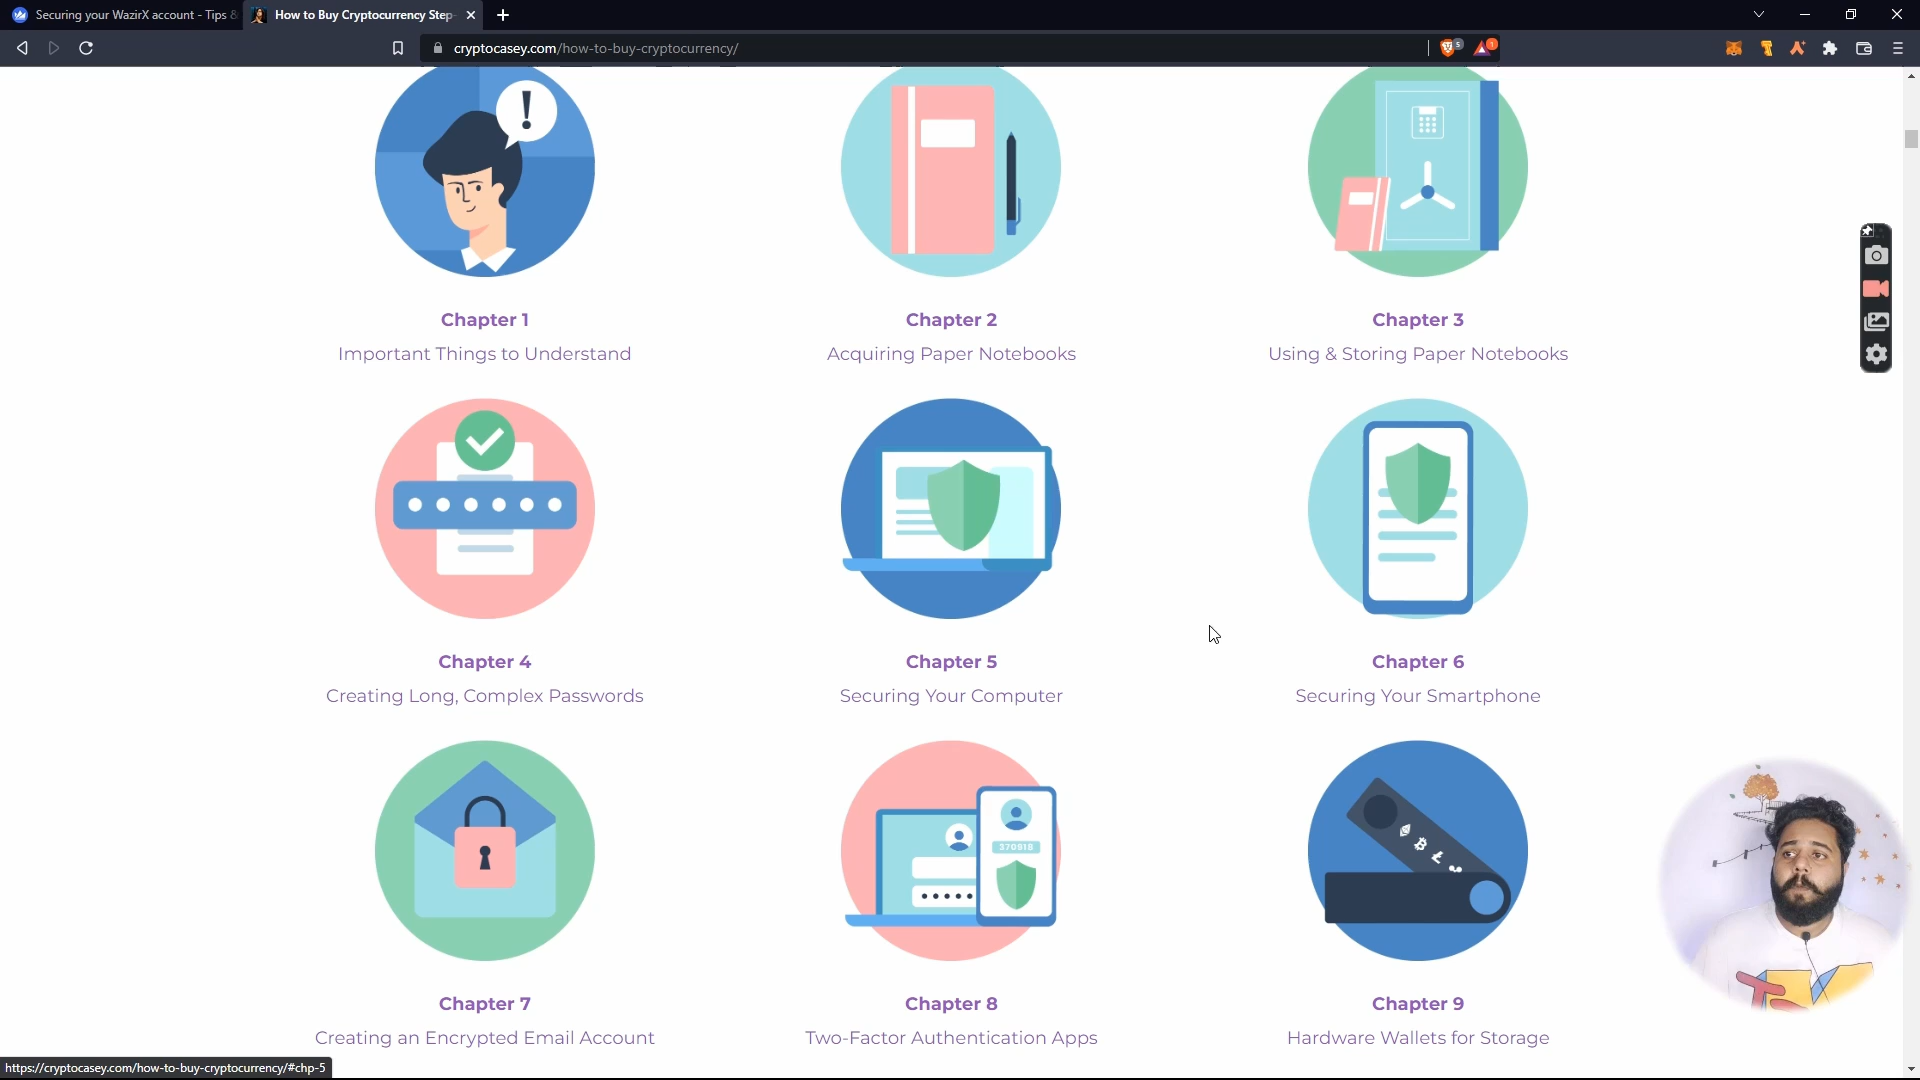 Securing your WazirX account - Tips &
How to Buy Cryptocurrency Step-
cryptocasey.com/how-to-buy-cryptocurrency/
5
1
!
Chapter 1
Important Things to Understand
Chapter 2
Acquiring Paper Notebooks
Chapter 3
Using & Storing Paper Notebooks
Chapter 4
Creating Long, Complex Passwords
Chapter 5
Securing Your Computer
Chapter 6
Securing Your Smartphone
370918
Chapter 7
Creating an Encrypted Email Account
Chapter 8
Two-Factor Authentication Apps
Chapter 9
Hardware Wallets for Storage
https://cryptocasey.com/how-to-buy-cryptocurrency/#chp-5